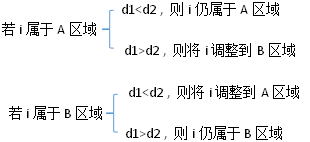 d1<d2，则 i 仍属于 A 区域
若 i 属于 A 区域
d1>d2，则将 i 调整到 B 区域
d1<d2，则将 i 调整到 A 区域
若 i 属于 B 区域
d1>d2，则 i 仍属于 B 区域